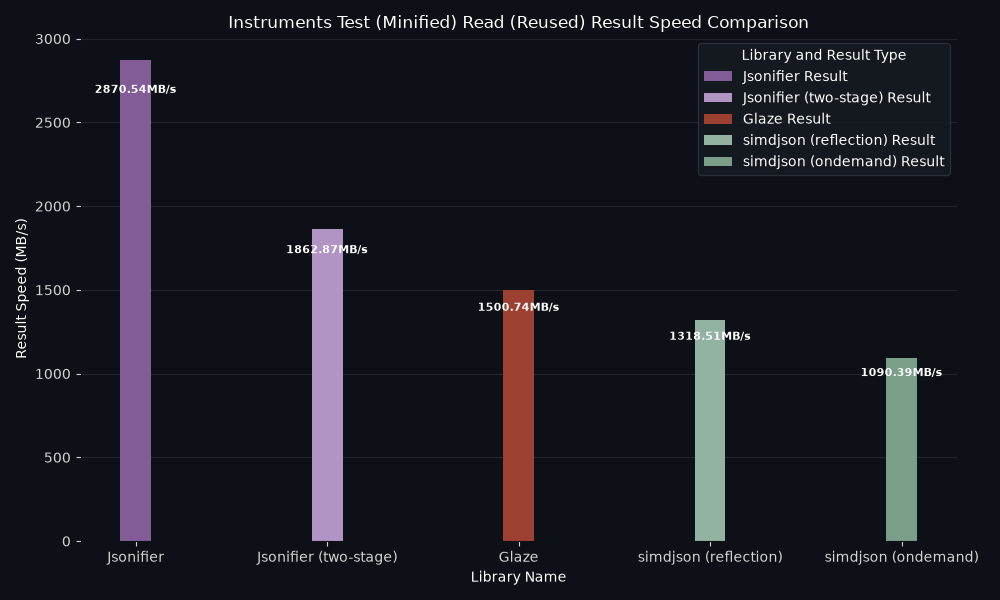 Instruments Test (Minified) Read (Reused) Result Speed Comparison
Library and Result Type
Jsonifier Result
Jsonifier (two-stage) Result
Glaze Result
simdjson (reflection) Result
simdjson (ondemand) Result
Result Speed (MB/s)
3000
2500
2000
1500
1000
500
0
2870.54MB/s
1862.87MB/s
1500.74MB/s
1318.51MB/s
1090.39MB/s
Jsonifier
Jsonifier (two-stage)
Glaze
simdjson (reflection)
simdjson (ondemand)
Library Name